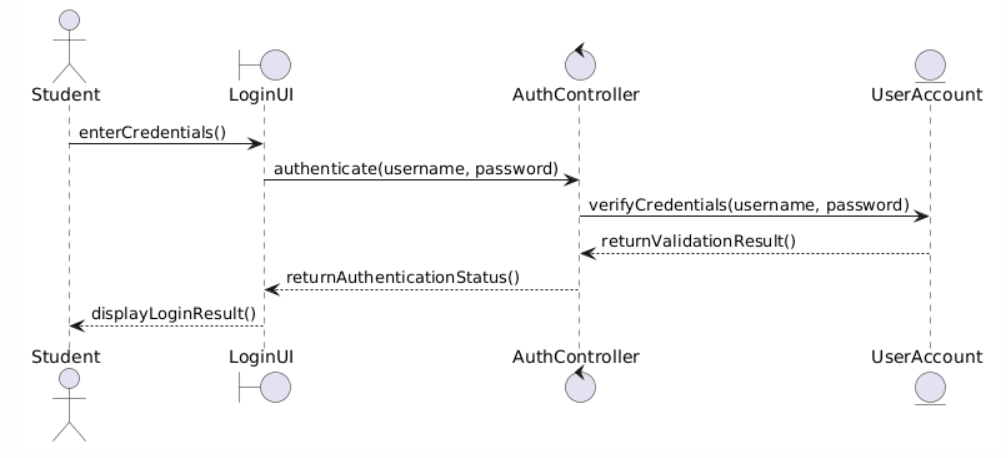 Student LoginUI AuthController UserAccount
enterCredentials()
authenticate(username, password)
verifyCredentials(username, password)
returnValidationResult()
returnAuthenticationStatus()
displayLoginResult()
Student LoginUI AuthController UserAccount